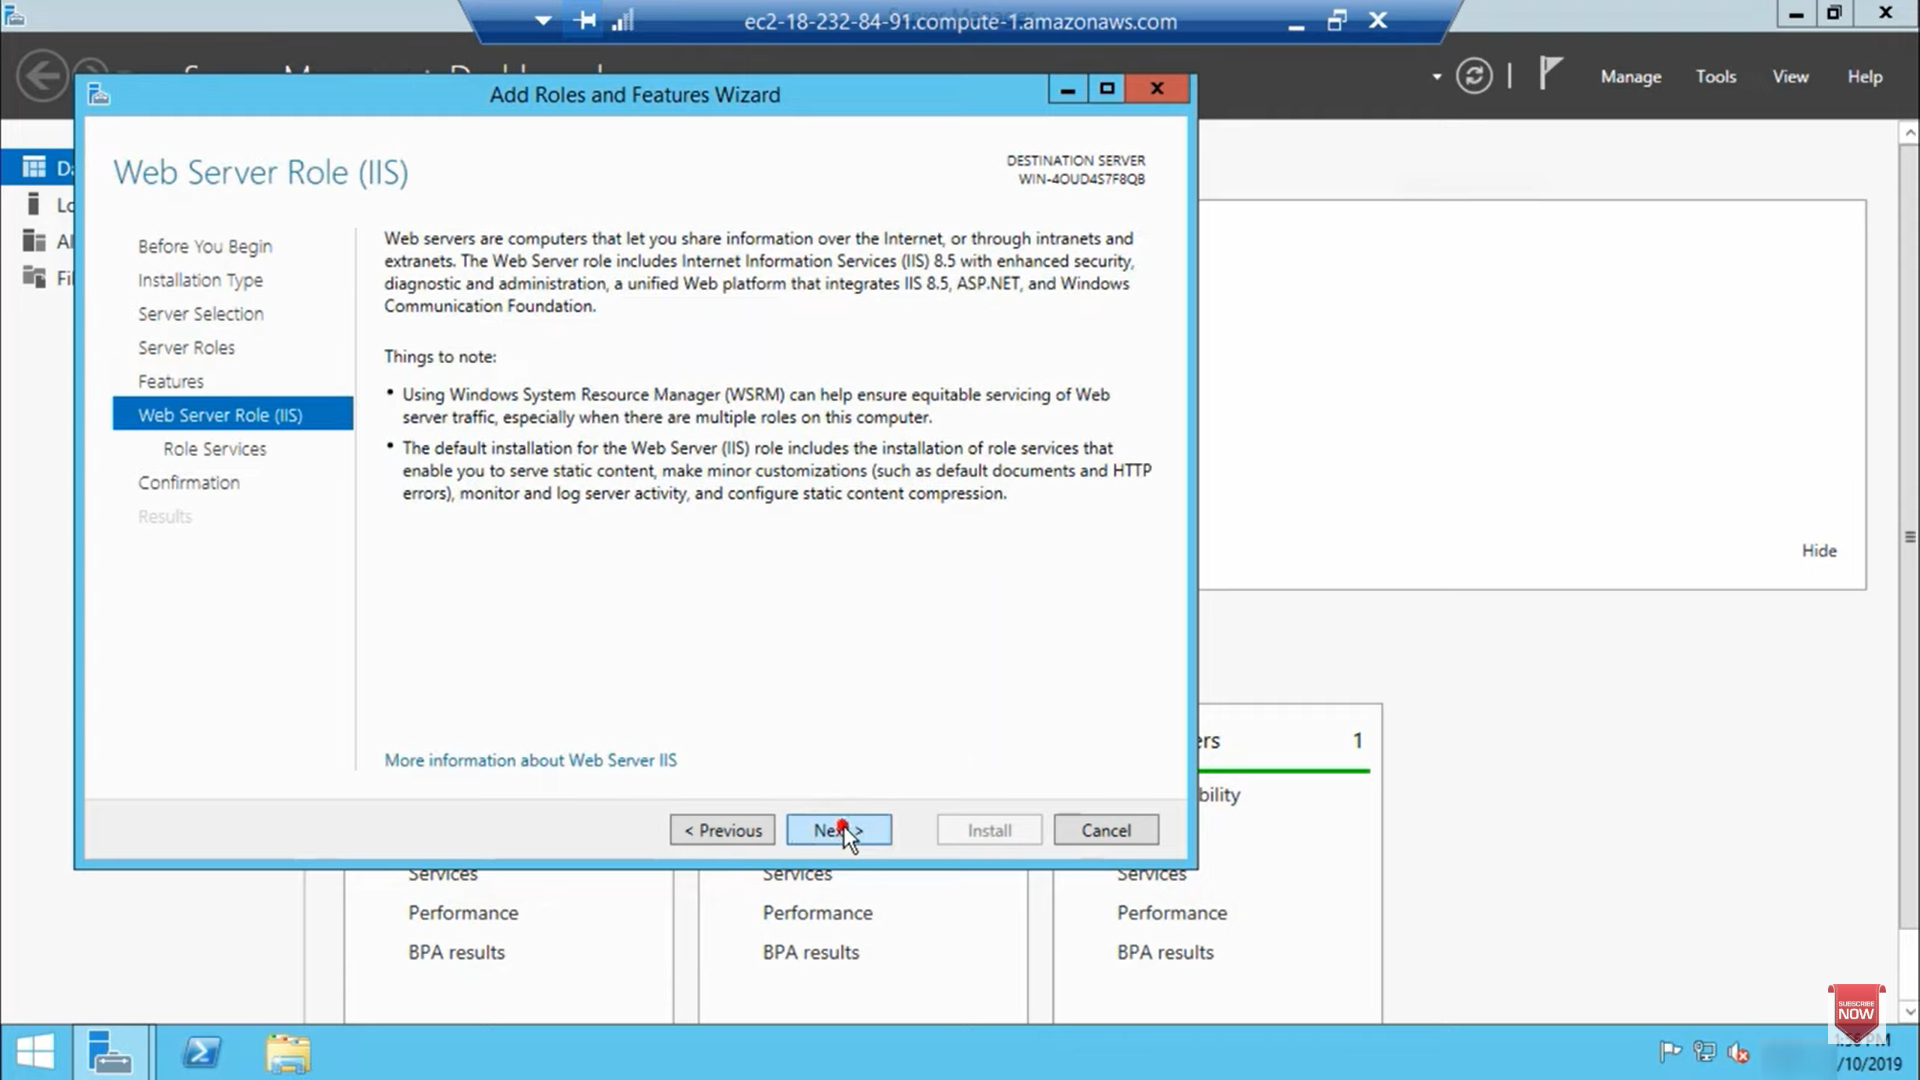 ec2-18-232-84-91.compute-1.amazonaws.com
Manage
Tools
View
Help
Add Roles and Features Wizard
Web Server Role (IIS)
DESTINATION SERVER
WIN-4OUD4S7F8QB
Before You Begin
Installation Type
Server Selection
Server Roles
Features
Web Server Role (IIS)
Role Services
Confirmation
Results
Web servers are computers that let you share information over the Internet, or through intranets and
extranets. The Web Server role includes Internet Information Services (IIS) 8.5 with enhanced security,
diagnostic and administration, a unified Web platform that integrates IIS 8.5, ASP.NET, and Windows
Communication Foundation.
Things to note:
• Using Windows System Resource Manager (WSRM) can help ensure equitable servicing of Web
server traffic, especially when there are multiple roles on this computer.
• The default installation for the Web Server (IIS) role includes the installation of role services that
enable you to serve static content, make minor customizations (such as default documents and HTTP
errors), monitor and log server activity, and configure static content compression.
More information about Web Server IIS
< Previous
Next >
Install
Cancel
Hide
ers 1
bility
Services
Performance
BPA results
Services
Performance
BPA results
Services
Performance
BPA results
SUBSCRIBE
NOW
PM
/10/2019